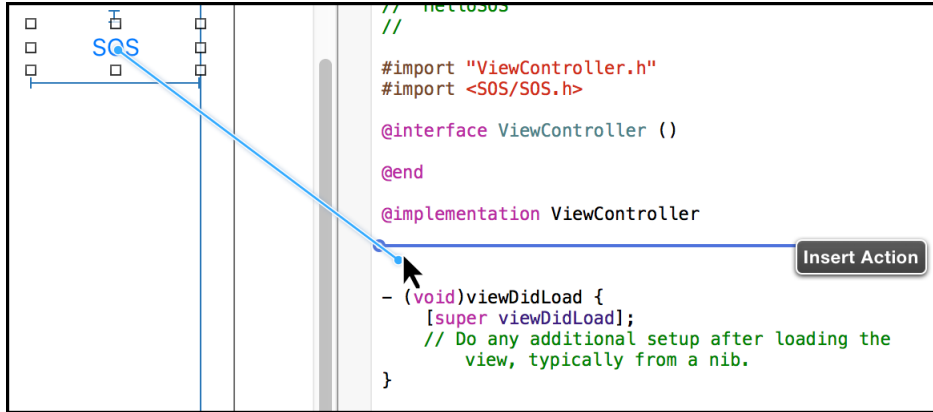 // HelloSOS
//
SOS
#import "ViewController.h"
#import <SOS/SOS.h>
@interface ViewController ()
@end
@implementation ViewController
Insert Action
- (void)viewDidLoad {
[super viewDidLoad];
// Do any additional setup after loading the
view, typically from a nib.
}